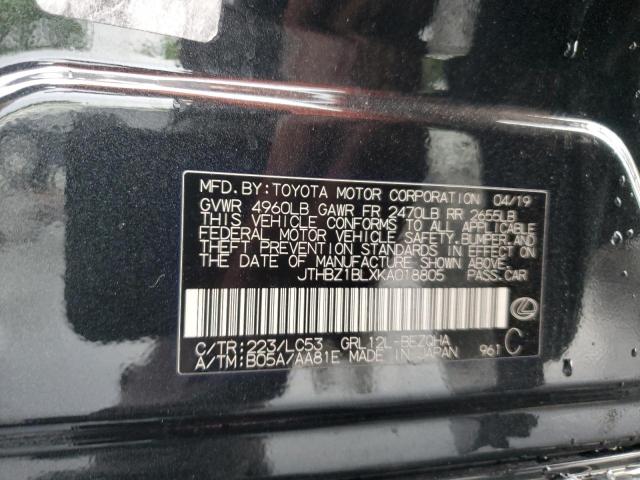 MFD. BY: TOYOTA MOTOR CORPORATION 04/19
GVWR 4960LB GAWR FR 2470LB RR 2655LB
THIS VEHICLE CONFORMS TO ALL APPLICABLE
FEDERAL MOTOR VEHICLE SAFETY, BUMPER, AND
THEFT PREVENTION STANDARDS IN EFFECT ON
THE DATE OF MANUFACTURE SHOWN ABOVE.
JTHBZ1BLXKA018805 PASS. CAR
C/TR: 223/LC53 GRL12L-BEZQHA
A/TM: B05A/AA81E MADE IN JAPAN 961 C